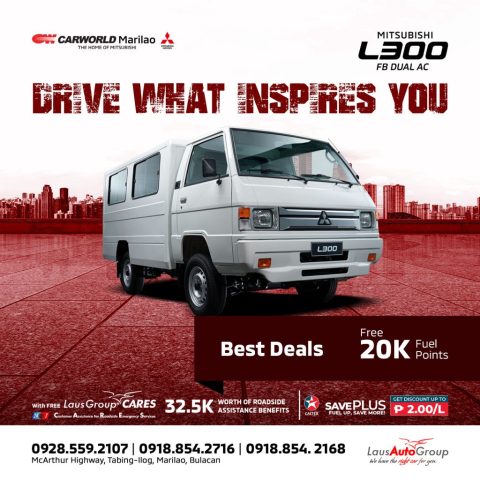 CW CARWORLD Marilao
THE HOME OF MITSUBISHI
MITSUBISHI
L300
FB DUAL AC
DRIVE WHAT INSPIRES YOU
L300
Best Deals
Free 20K Fuel Points
With FREE LausGroup CARES
Customer Assistance for Roadside Emergency Services
32.5K WORTH OF ROADSIDE ASSISTANCE BENEFITS
CALTEX
SAVEPLUS
FUEL UP, SAVE MORE!
GET DISCOUNT UP TO
₱ 2.00/L
0928.559.2107 | 0918.854.2716 | 0918.854. 2168
McArthur Highway, Tabing-Ilog, Marilao, Bulacan
LausAutoGroup
We have the right car for you.